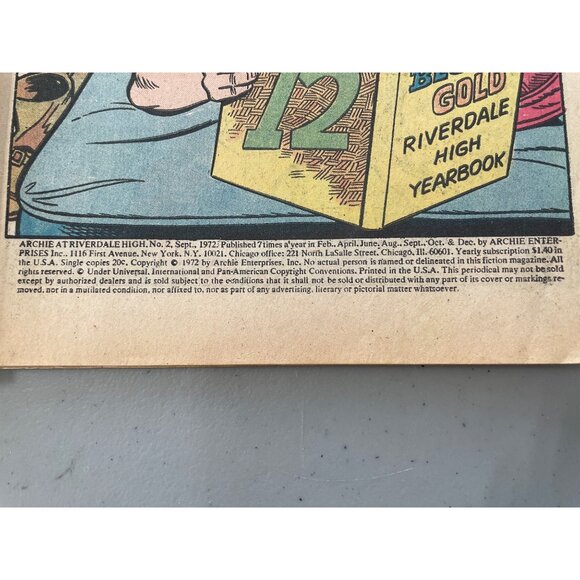 12
GOLD
RIVERDALE
HIGH
YEARBOOK
ARCHIE AT RIVERDALE HIGH, No. 2, Sept., 1972. Published 7 times a year in Feb., April, June, Aug., Sept., Oct. & Dec. by ARCHIE ENTER-
PRISES Inc., 1116 First Avenue, New York, N.Y. 10021. Chicago office: 221 North LaSalle Street, Chicago, Ill. 60601. Yearly subscription $1.40 in
the U.S.A. Single copies 20¢. Copyright © 1972 by Archie Enterprises, Inc. No actual person is named or delineated in this fiction magazine. All
rights reserved. © Under Universal, International and Pan-American Copyright Conventions. Printed in the U.S.A. This periodical may not be sold
except by authorized dealers and is sold subject to the conditions that it shall not be sold or distributed with any part of its cover or markings re-
moved, nor in a mutilated condition, nor affixed to, nor as part of any advertising, literary or pictorial matter whatsoever.